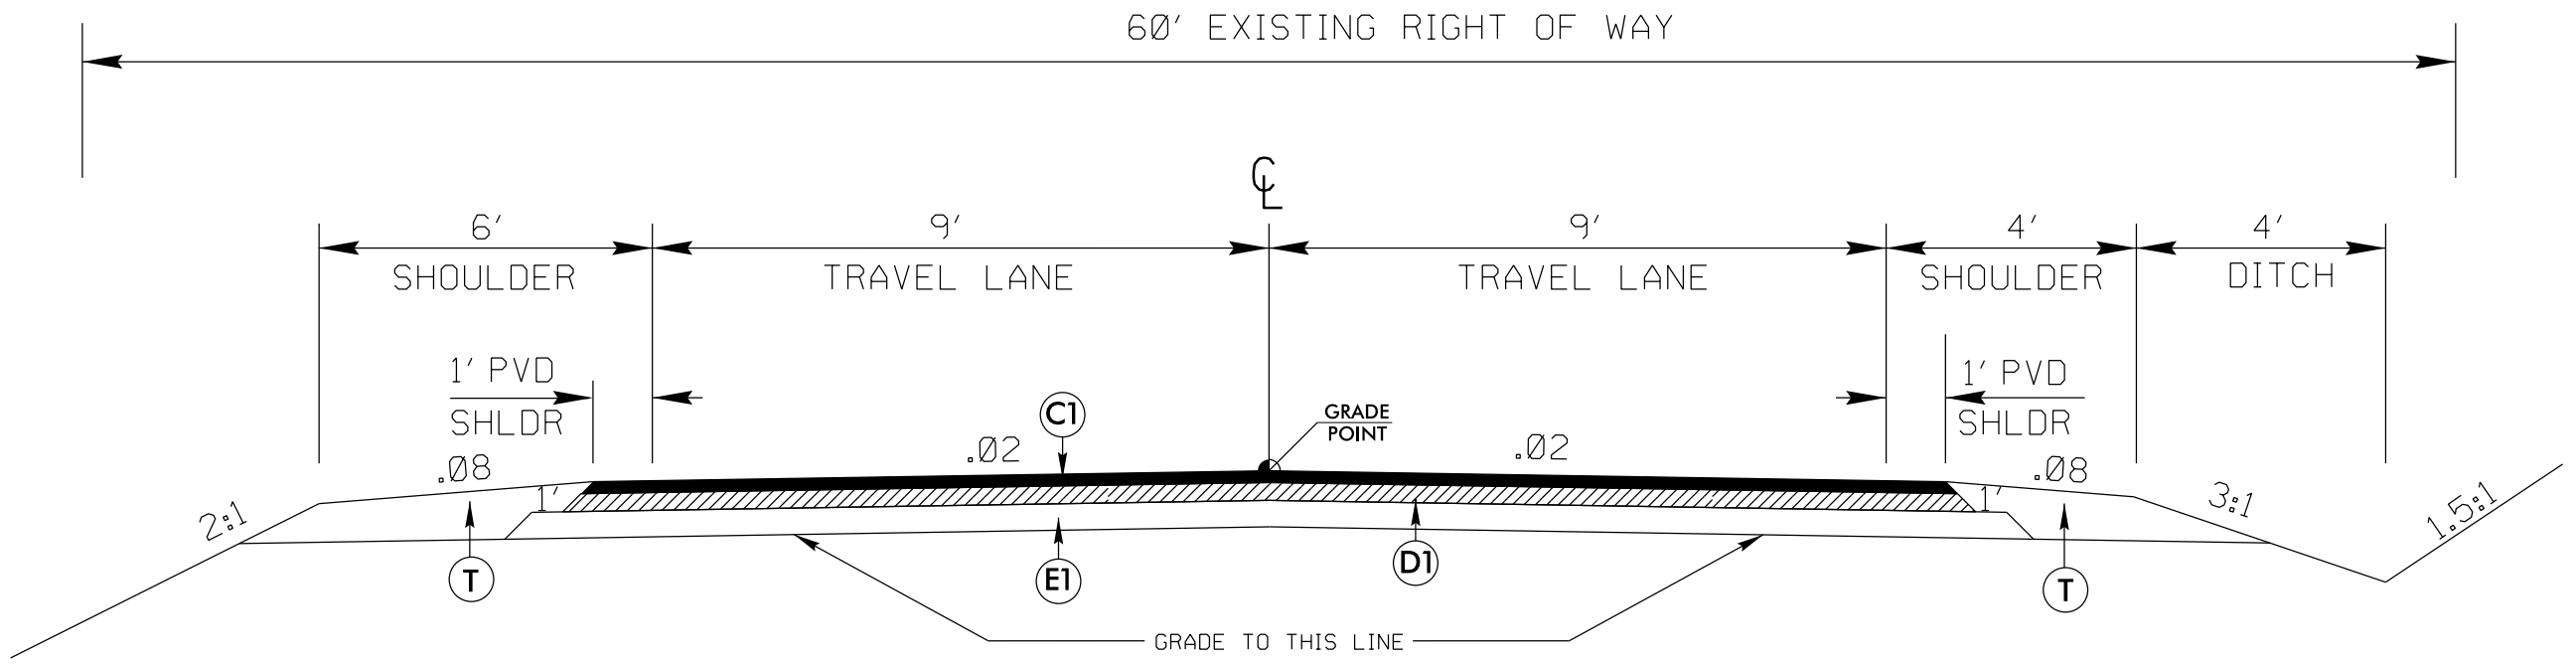 60' EXISTING RIGHT OF WAY
CL
6' 9' 9' 4' 4'
SHOULDER TRAVEL LANE TRAVEL LANE SHOULDER DITCH
1' PVD 1' PVD
SHLDR SHLDR
C1
GRADE
POINT
.08 .02 .02 .08
2:1 1' 1' 3:1 1.5:1
T E1 D1 T
GRADE TO THIS LINE